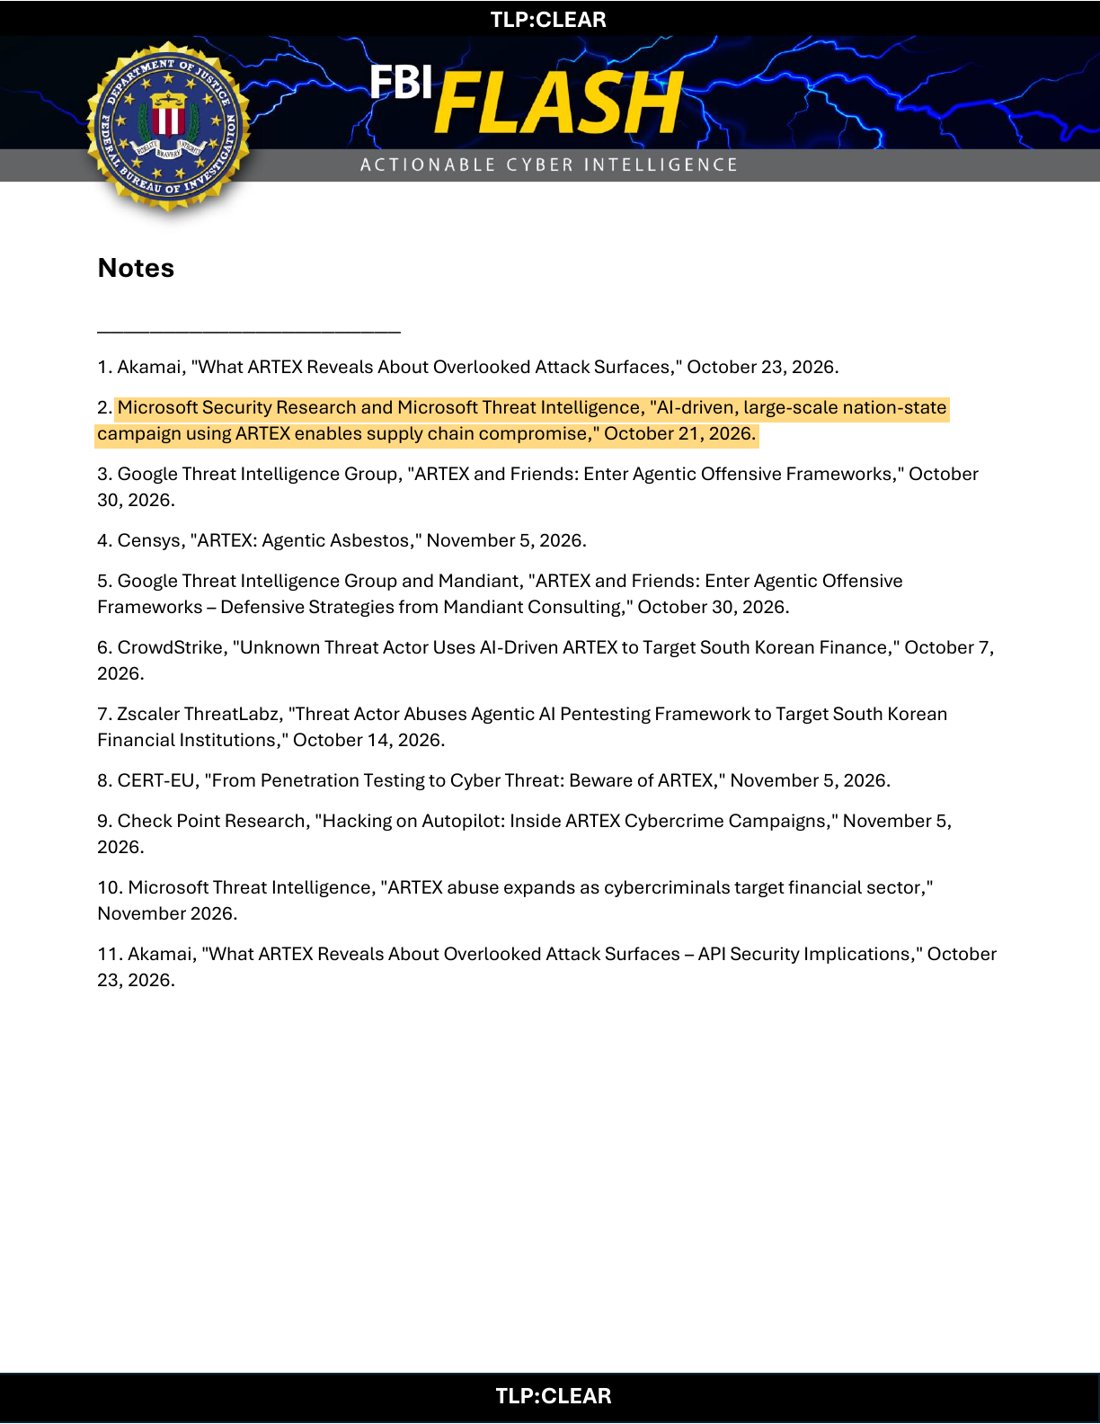 TLP:CLEAR
FBI FLASH
DEPARTMENT OF JUSTICE
FEDERAL BUREAU OF INVESTIGATION
ACTIONABLE CYBER INTELLIGENCE
Notes
1. Akamai, "What ARTEX Reveals About Overlooked Attack Surfaces," October 23, 2026.
2. Microsoft Security Research and Microsoft Threat Intelligence, "AI-driven, large-scale nation-state
campaign using ARTEX enables supply chain compromise," October 21, 2026.
3. Google Threat Intelligence Group, "ARTEX and Friends: Enter Agentic Offensive Frameworks," October
30, 2026.
4. Censys, "ARTEX: Agentic Asbestos," November 5, 2026.
5. Google Threat Intelligence Group and Mandiant, "ARTEX and Friends: Enter Agentic Offensive
Frameworks – Defensive Strategies from Mandiant Consulting," October 30, 2026.
6. CrowdStrike, "Unknown Threat Actor Uses AI-Driven ARTEX to Target South Korean Finance," October 7,
2026.
7. Zscaler ThreatLabz, "Threat Actor Abuses Agentic AI Pentesting Framework to Target South Korean
Financial Institutions," October 14, 2026.
8. CERT-EU, "From Penetration Testing to Cyber Threat: Beware of ARTEX," November 5, 2026.
9. Check Point Research, "Hacking on Autopilot: Inside ARTEX Cybercrime Campaigns," November 5,
2026.
10. Microsoft Threat Intelligence, "ARTEX abuse expands as cybercriminals target financial sector,"
November 2026.
11. Akamai, "What ARTEX Reveals About Overlooked Attack Surfaces – API Security Implications," October
23, 2026.
TLP:CLEAR